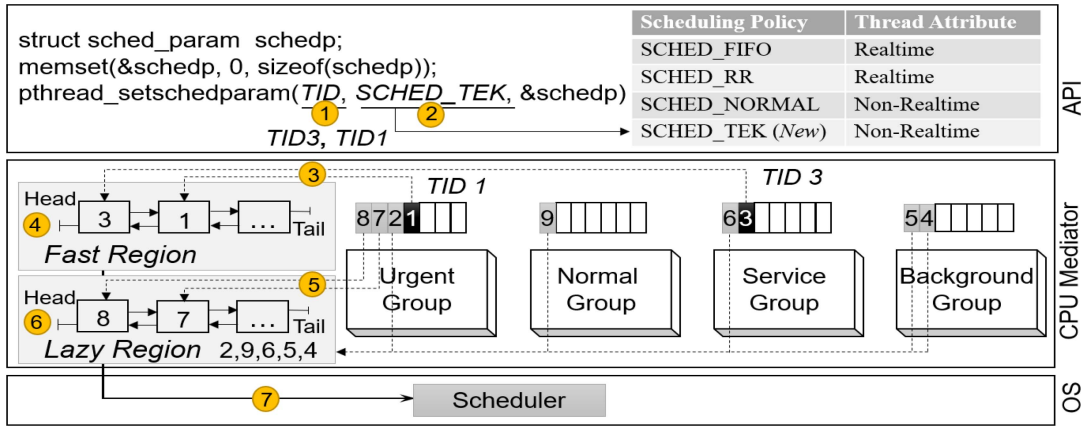 struct sched_param schedp;
memset(&schedp, 0, sizeof(schedp));
pthread_setschedparam(TID, SCHED_TEK, &schedp)
1 2
TID3, TID1
Scheduling Policy Thread Attribute
SCHED_FIFO Realtime
SCHED_RR Realtime
SCHED_NORMAL Non-Realtime
SCHED_TEK (New) Non-Realtime
API
3
TID 1
TID 3
Head
4
3 1 ...
Tail
Fast Region
8 7 2 1
9
6 3
5 4
Urgent
Group
Normal
Group
Service
Group
Background
Group
5
Head
6
8 7 ...
Tail
Lazy Region 2,9,6,5,4
CPU Mediator
7
Scheduler
OS